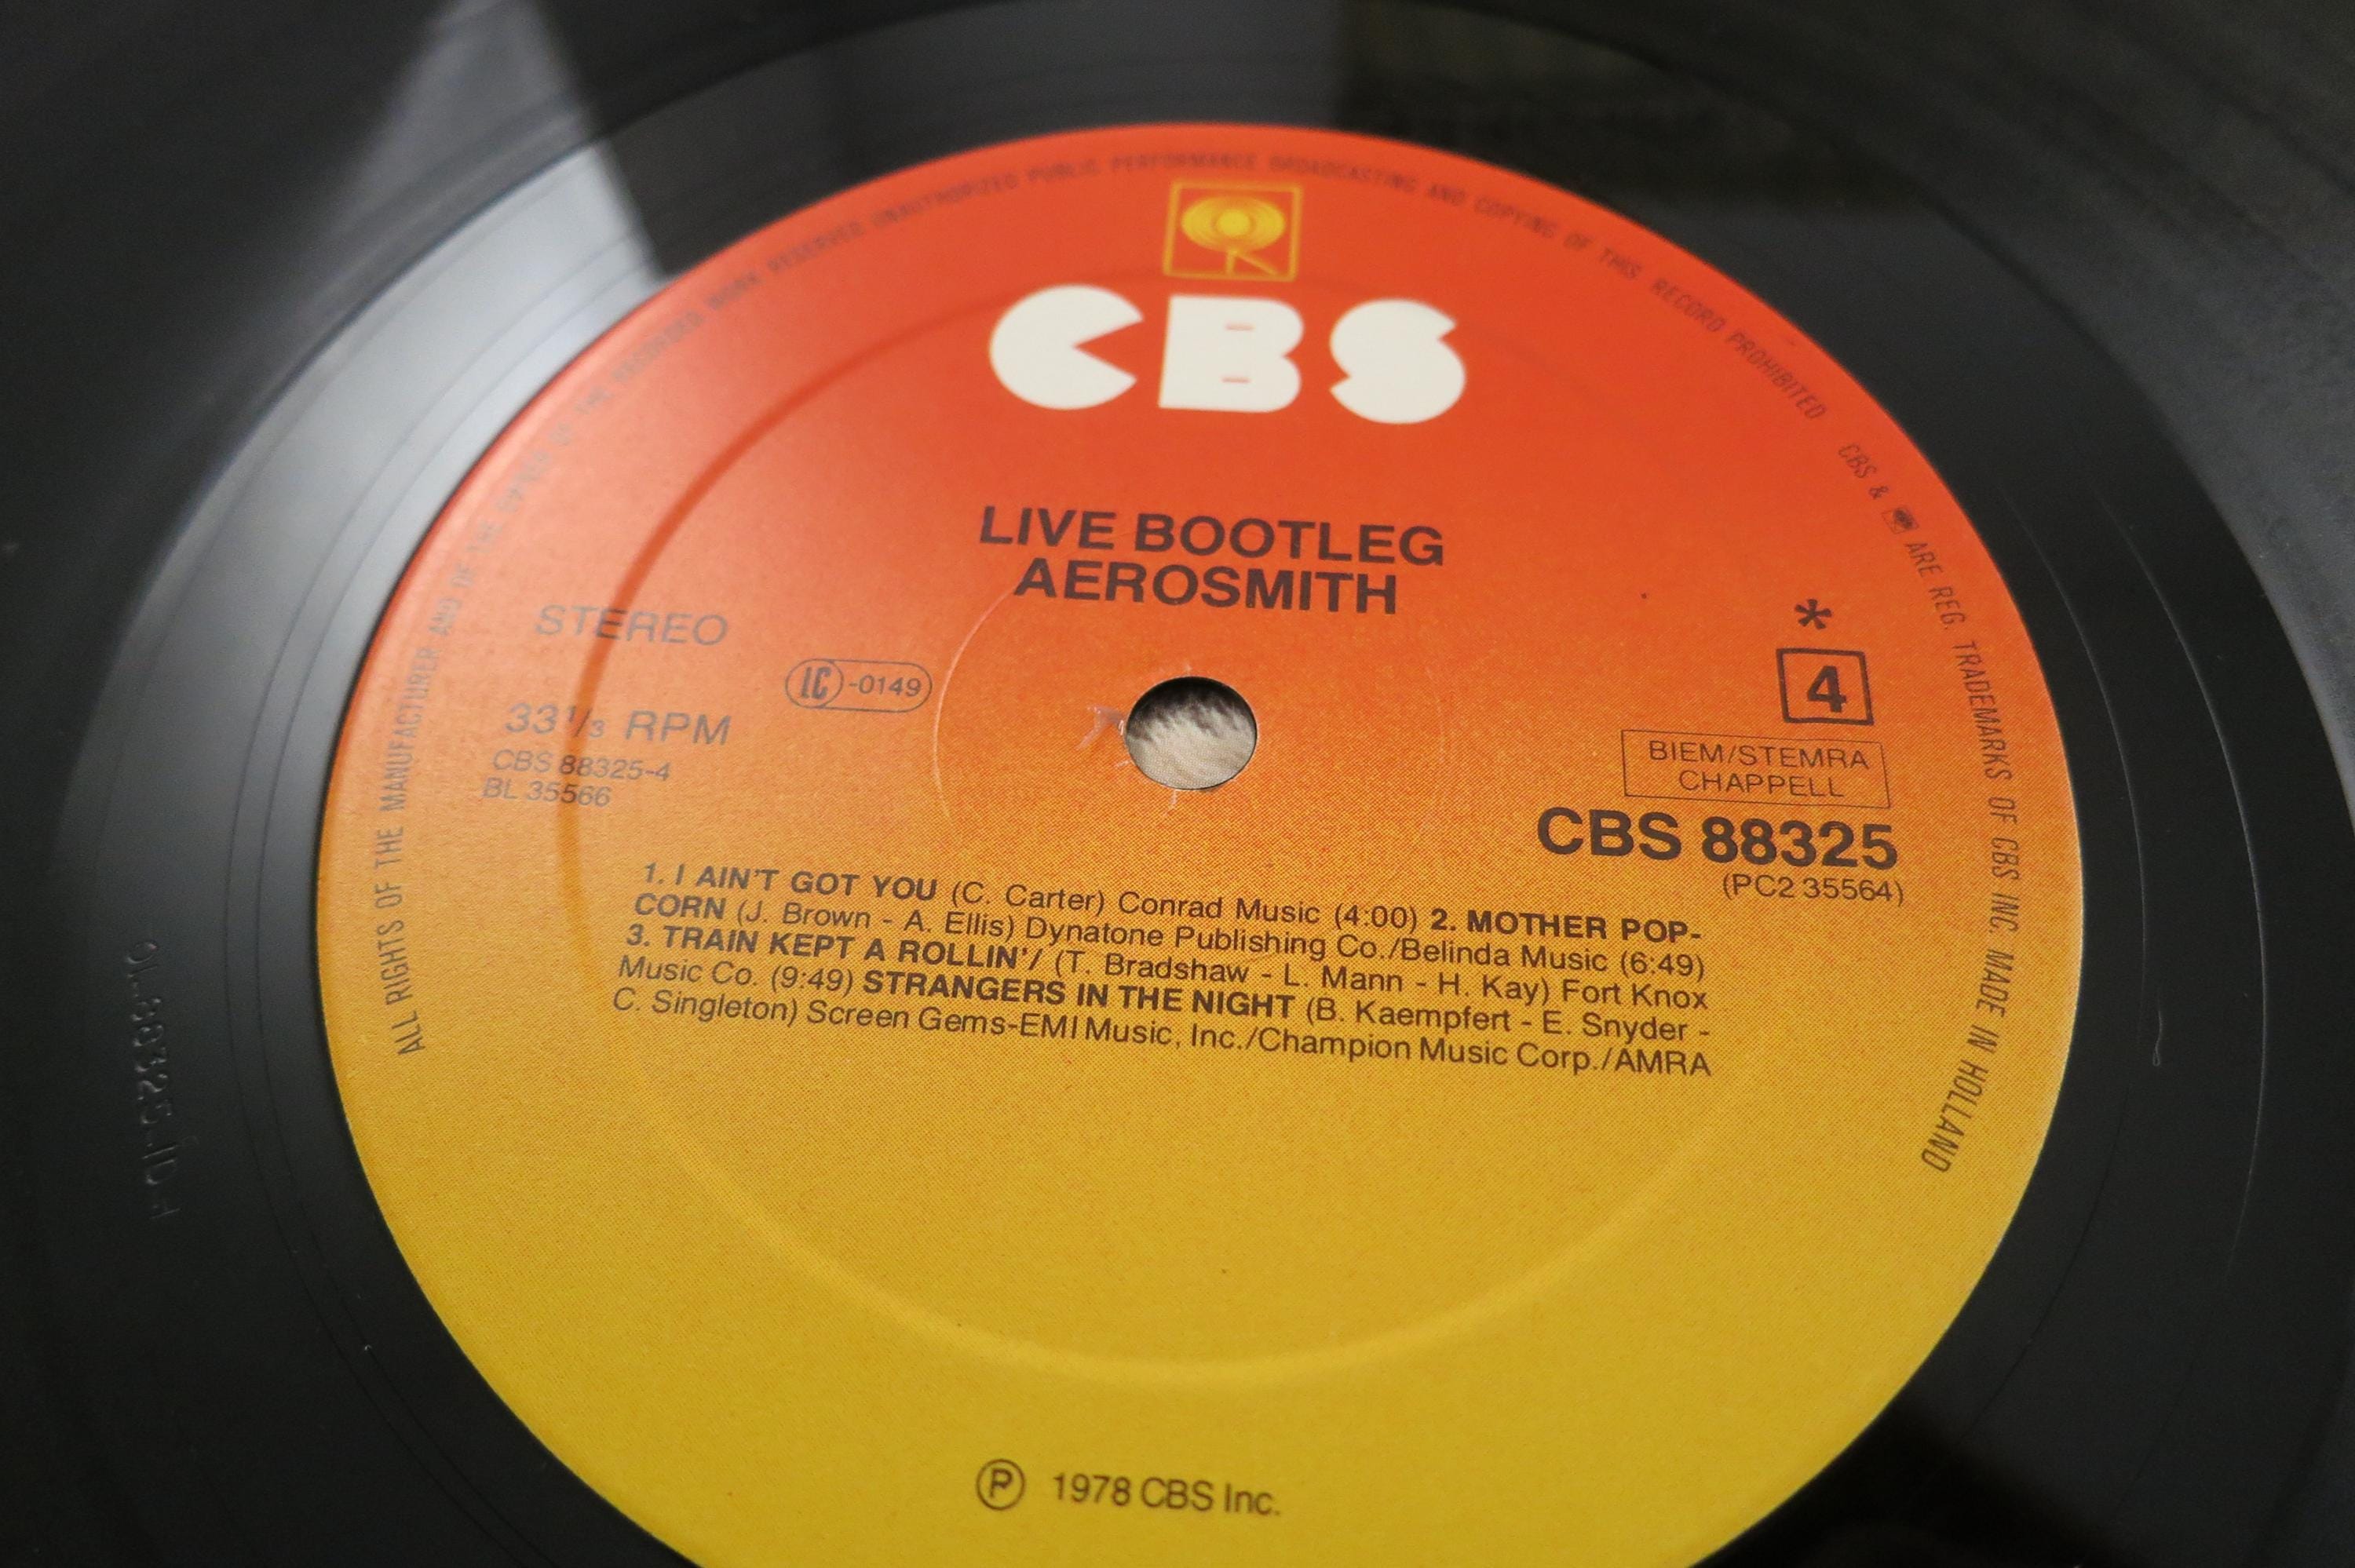 ALL RIGHTS OF THE MANUFACTURER AND OF THE OWNER OF THE RECORDED WORK RESERVED UNAUTHORIZED PUBLIC PERFORMANCE BROADCASTING AND COPYING OF THIS RECORD PROHIBITED CBS & ARE REG. TRADEMARKS OF CBS INC. MADE IN HOLLAND
CBS
LIVE BOOTLEG
AEROSMITH
STEREO
LC-0149
33 1/3 RPM
CBS 88325-4
BL 35566
*
4
BIEM/STEMRA
CHAPPELL
CBS 88325
(PC2 35564)
1. I AIN'T GOT YOU (C. Carter) Conrad Music (4:00) 2. MOTHER POP-
CORN (J. Brown - A. Ellis) Dynatone Publishing Co./Belinda Music (6:49)
3. TRAIN KEPT A ROLLIN'/ (T. Bradshaw - L. Mann - H. Kay) Fort Knox
Music Co. (9:49) STRANGERS IN THE NIGHT (B. Kaempfert - E. Snyder -
C. Singleton) Screen Gems-EMI Music, Inc./Champion Music Corp./AMRA
Ⓟ 1978 CBS Inc.